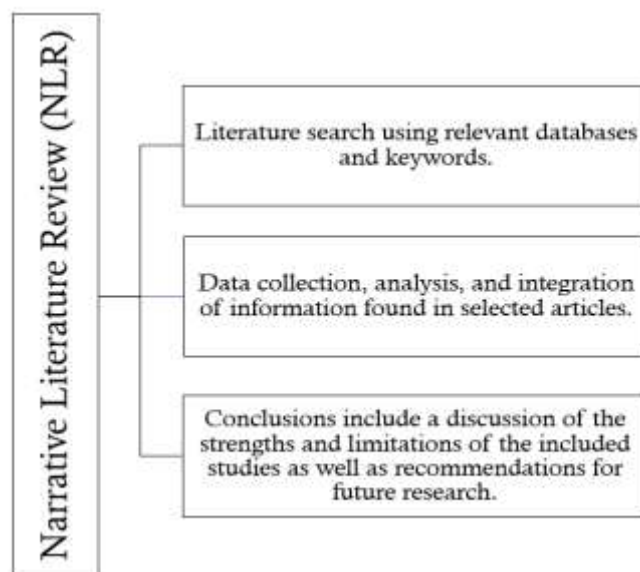 Narrative Literature Review (NLR)
Literature search using relevant databases
and keywords.
Data collection, analysis, and integration
of information found in selected articles.
Conclusions include a discussion of the
strengths and limitations of the included
studies as well as recommendations for
future research.